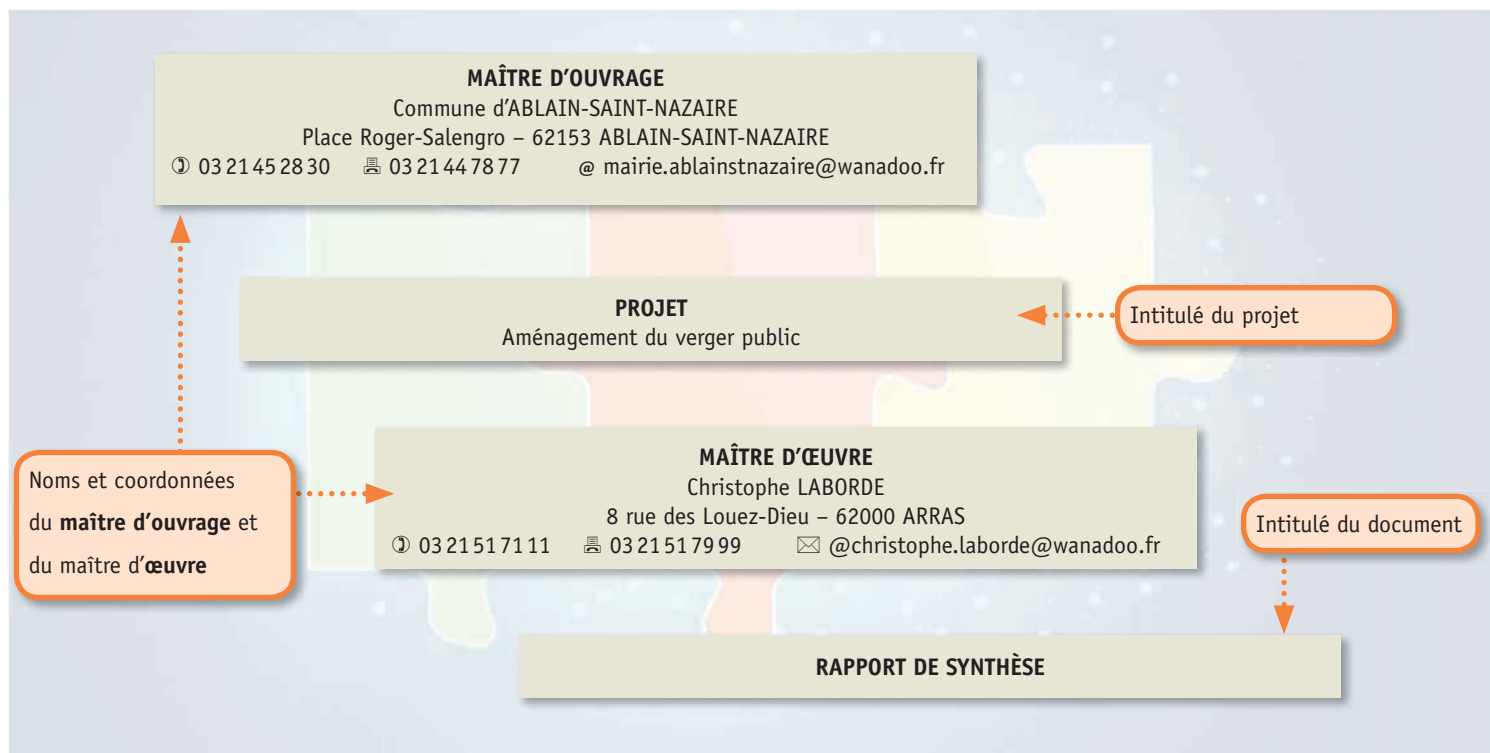 MAÎTRE D'OUVRAGE
Commune d'ABLAIN-SAINT-NAZAIRE
Place Roger-Salengro – 62153 ABLAIN-SAINT-NAZAIRE
✆ 03 21 45 28 30 🖷 03 21 44 78 77 @ mairie.ablainstnazaire@wanadoo.fr
PROJET
Aménagement du verger public
Intitulé du projet
MAÎTRE D'ŒUVRE
Christophe LABORDE
8 rue des Louez-Dieu – 62000 ARRAS
✆ 03 21 51 71 11 🖷 03 21 51 79 99 ✉ @christophe.laborde@wanadoo.fr
Noms et coordonnées
du maître d'ouvrage et
du maître d'œuvre
Intitulé du document
RAPPORT DE SYNTHÈSE